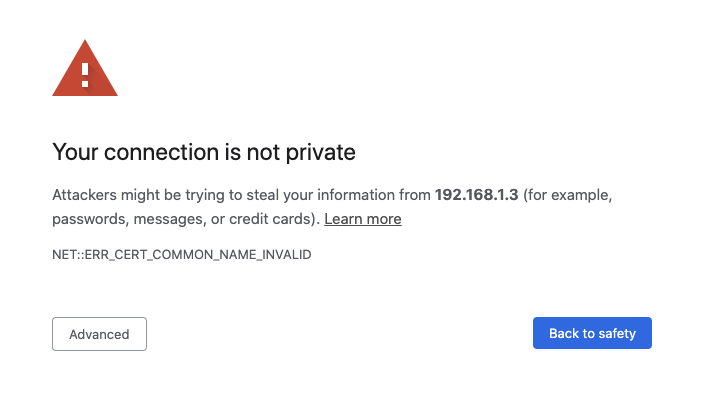 Your connection is not private
Attackers might be trying to steal your information from 192.168.1.3 (for example,
passwords, messages, or credit cards). Learn more
NET::ERR_CERT_COMMON_NAME_INVALID
Advanced
Back to safety